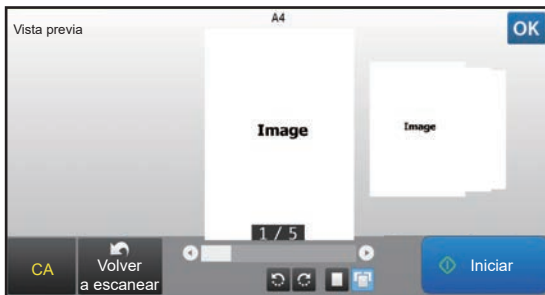 A4
Vista previa
OK
Image
Image
1 / 5
CA
Volver
a escanear
Iniciar